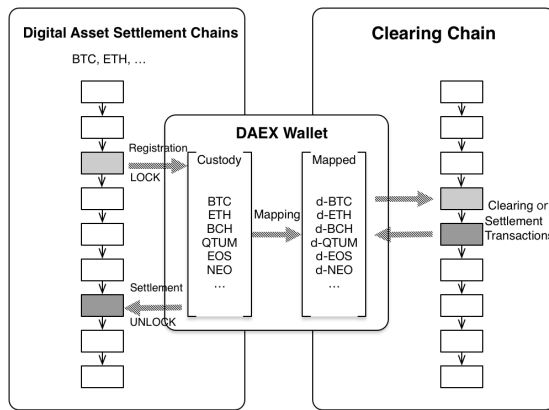 Digital Asset Settlement Chains
BTC, ETH, ...
Clearing Chain
DAEX Wallet
Registration
LOCK
Custody
BTC
ETH
BCH
QTUM
EOS
NEO
...
Mapping
Mapped
d-BTC
d-ETH
d-BCH
d-QTUM
d-EOS
d-NEO
...
Clearing or
Settlement
Transactions
Settlement
UNLOCK